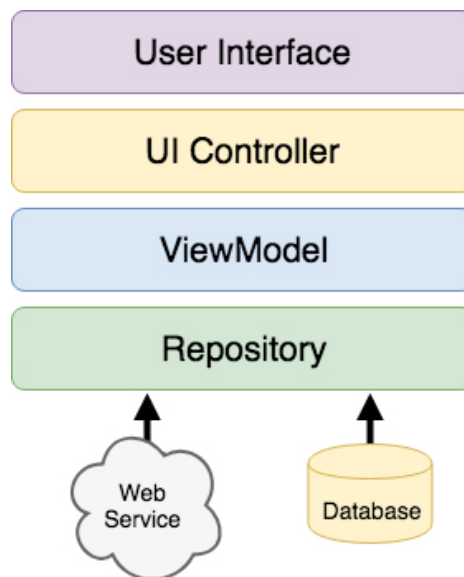 User Interface
UI Controller
ViewModel
Repository
Web
Service
Database